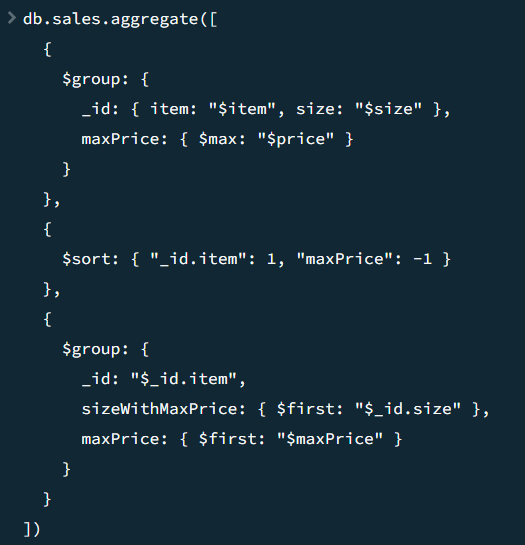 db.sales.aggregate([
  {
    $group: {
      _id: { item: "$item", size: "$size" },
      maxPrice: { $max: "$price" }
    }
  },
  {
    $sort: { "_id.item": 1, "maxPrice": -1 }
  },
  {
    $group: {
      _id: "$_id.item",
      sizeWithMaxPrice: { $first: "$_id.size" },
      maxPrice: { $first: "$maxPrice" }
    }
  }
])